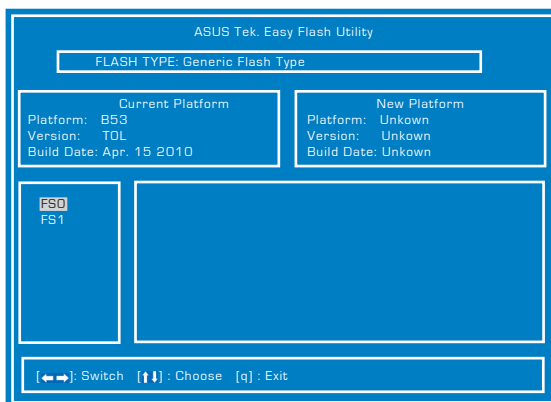 ASUS Tek. Easy Flash Utility
FLASH TYPE: Generic Flash Type
Current Platform
Platform: B53
Version: TOL
Build Date: Apr. 15 2010
New Platform
Platform: Unkown
Version: Unkown
Build Date: Unkown
FS0
FS1
[←→]: Switch [↑↓] : Choose [q] : Exit